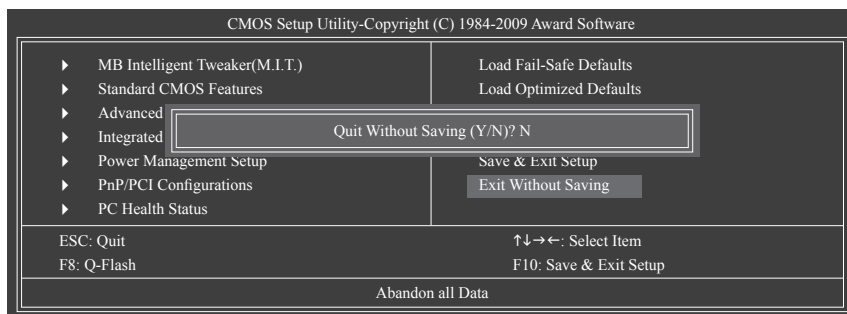 CMOS Setup Utility-Copyright (C) 1984-2009 Award Software
MB Intelligent Tweaker(M.I.T.)
Standard CMOS Features
Advanced
Integrated
Power Management Setup
PnP/PCI Configurations
PC Health Status
Load Fail-Safe Defaults
Load Optimized Defaults
Save & Exit Setup
Exit Without Saving
Quit Without Saving (Y/N)? N
ESC: Quit
↑↓→←: Select Item
F8: Q-Flash
F10: Save & Exit Setup
Abandon all Data